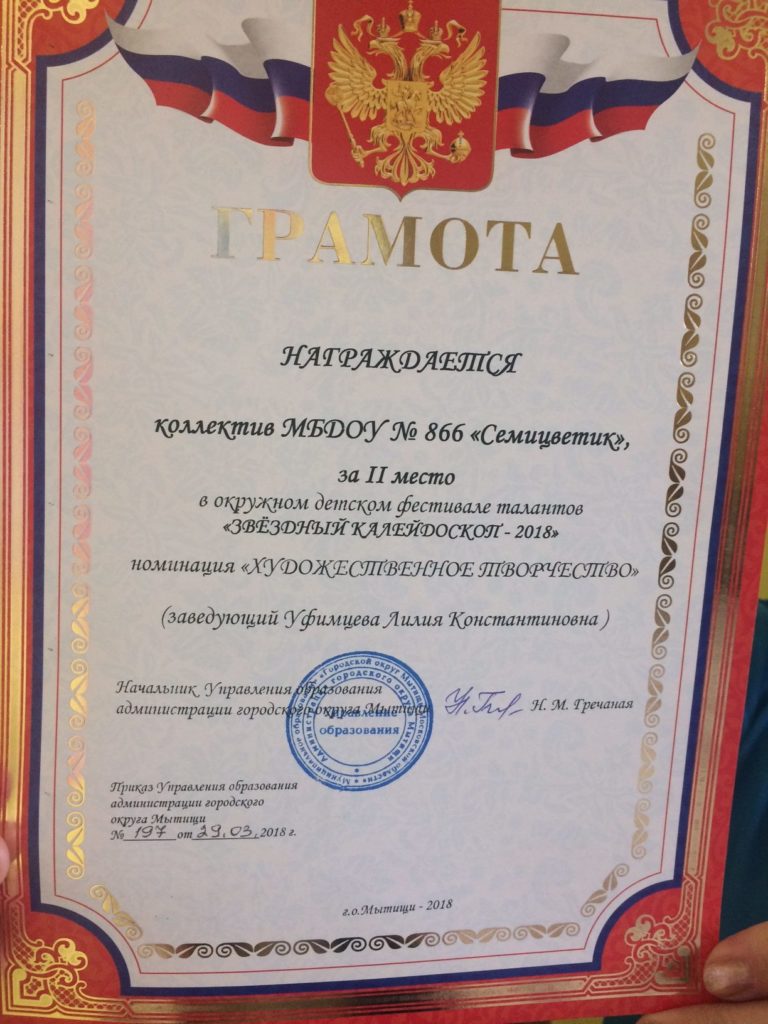 ГРАМОТА
НАГРАЖДАЕТСЯ
коллектив МБДОУ № 866 «Семицветик»,
за II место
в окружном детском фестивале талантов
«ЗВЁЗДНЫЙ КАЛЕЙДОСКОП - 2018»
номинация «ХУДОЖЕСТВЕННОЕ ТВОРЧЕСТВО»
(заведующий Уфимцева Лилия Константиновна )
Начальник Управления образования
администрации городского округа Мытищи
Н. М. Гречаная
Управление
образования
Приказ Управления образования
администрации городского
округа Мытищи
№ 197 от 29.03. 2018 г.
г.о.Мытищи - 2018